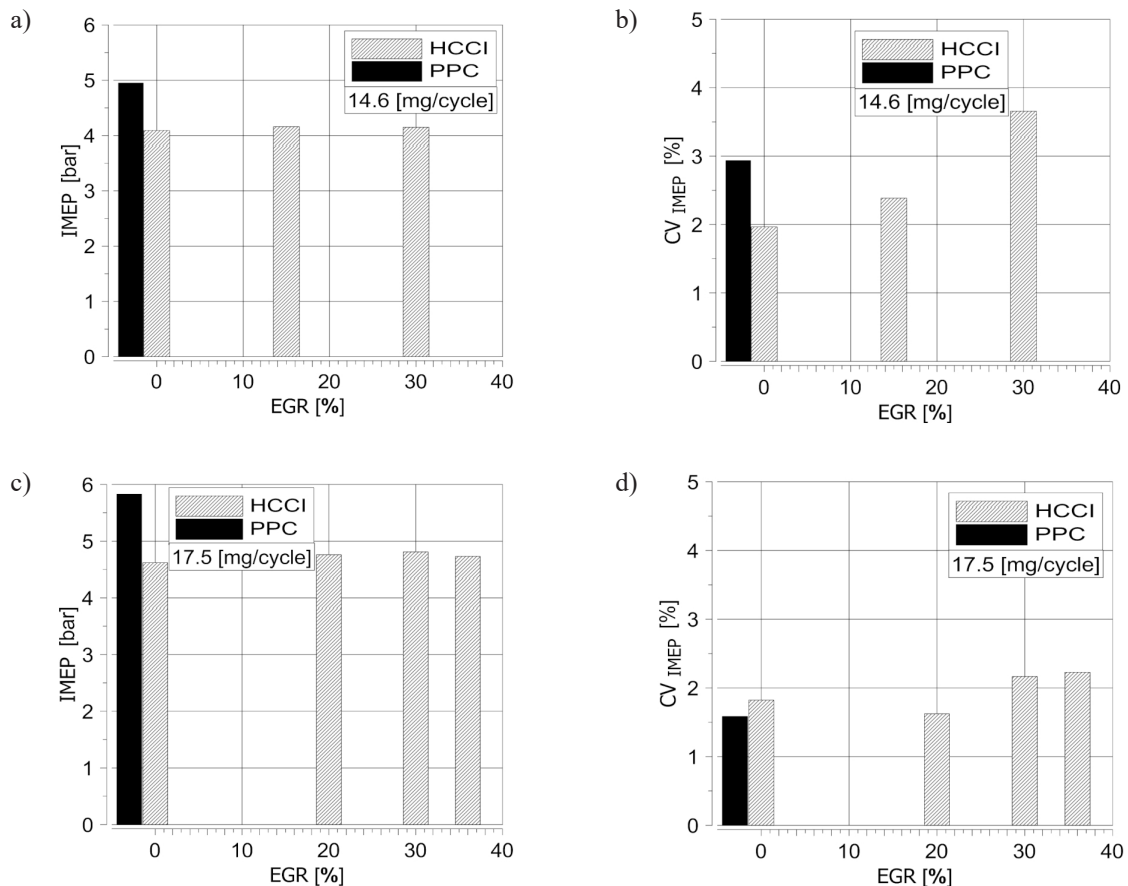 a)
6
5
4
3
2
1
0
IMEP [bar]
HCCI
PPC
14.6 [mg/cycle]
0 10 20 30 40
EGR [%]
b)
5
4
3
2
1
0
CV IMEP [%]
HCCI
PPC
14.6 [mg/cycle]
0 10 20 30 40
EGR [%]
c)
6
5
4
3
2
1
0
IMEP [bar]
HCCI
PPC
17.5 [mg/cycle]
0 10 20 30 40
EGR [%]
d)
5
4
3
2
1
0
CV IMEP [%]
HCCI
PPC
17.5 [mg/cycle]
0 10 20 30 40
EGR [%]